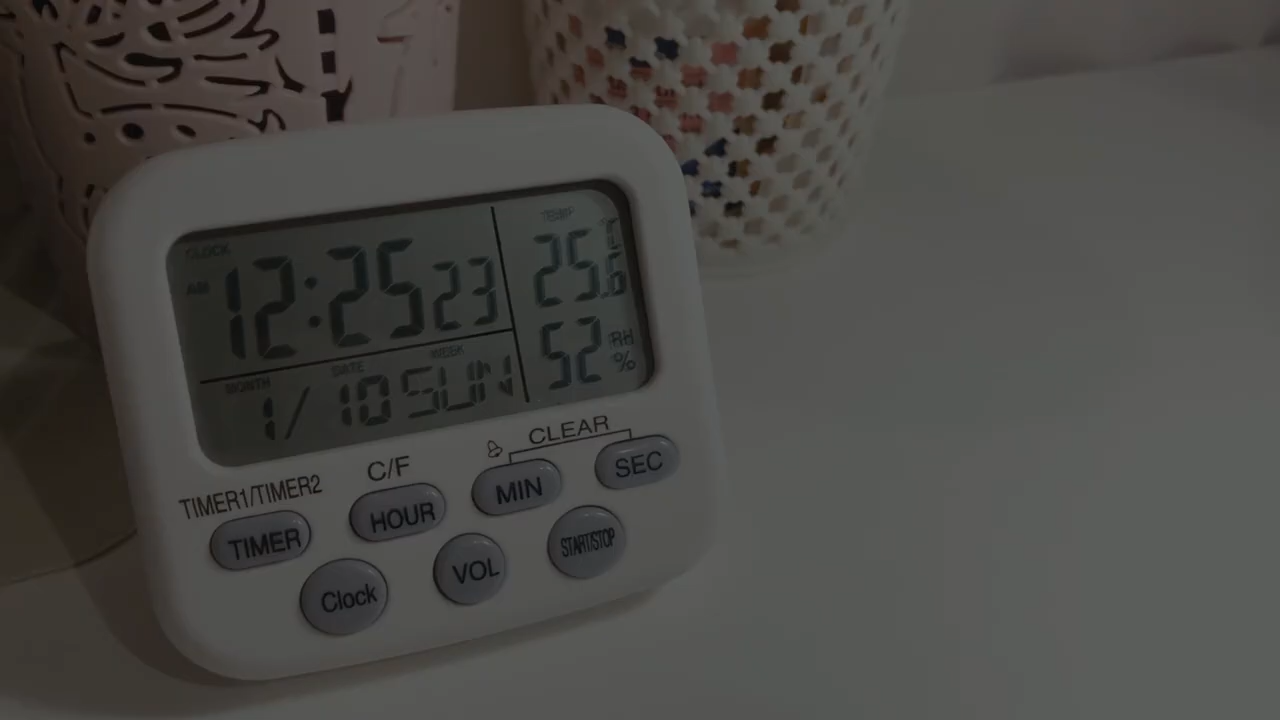 CLOCK
AM 12:25 23
TEMP
25.6 °C
52 RH %
MONTH DATE WEEK
1/10 SUN
CLEAR
TIMER1/TIMER2 C/F
TIMER HOUR MIN SEC
Clock VOL START/STOP